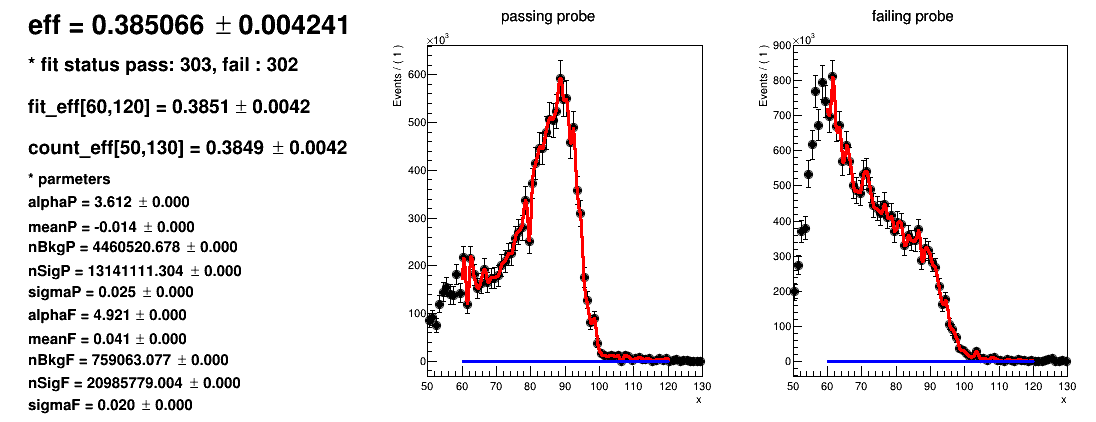 eff = 0.385066 ± 0.004241
* fit status pass: 303, fail : 302
fit_eff[60,120] = 0.3851 ± 0.0042
count_eff[50,130] = 0.3849 ± 0.0042
* parmeters
alphaP = 3.612 ± 0.000
meanP = -0.014 ± 0.000
nBkgP = 4460520.678 ± 0.000
nSigP = 13141111.304 ± 0.000
sigmaP = 0.025 ± 0.000
alphaF = 4.921 ± 0.000
meanF = 0.041 ± 0.000
nBkgF = 759063.077 ± 0.000
nSigF = 20985779.004 ± 0.000
sigmaF = 0.020 ± 0.000
passing probe
×10³
Events / ( 1 )
600
500
400
300
200
100
0
50 60 70 80 90 100 110 120 130
x
failing probe
×10³
Events / ( 1 )
900
800
700
600
500
400
300
200
100
0
50 60 70 80 90 100 110 120 130
x